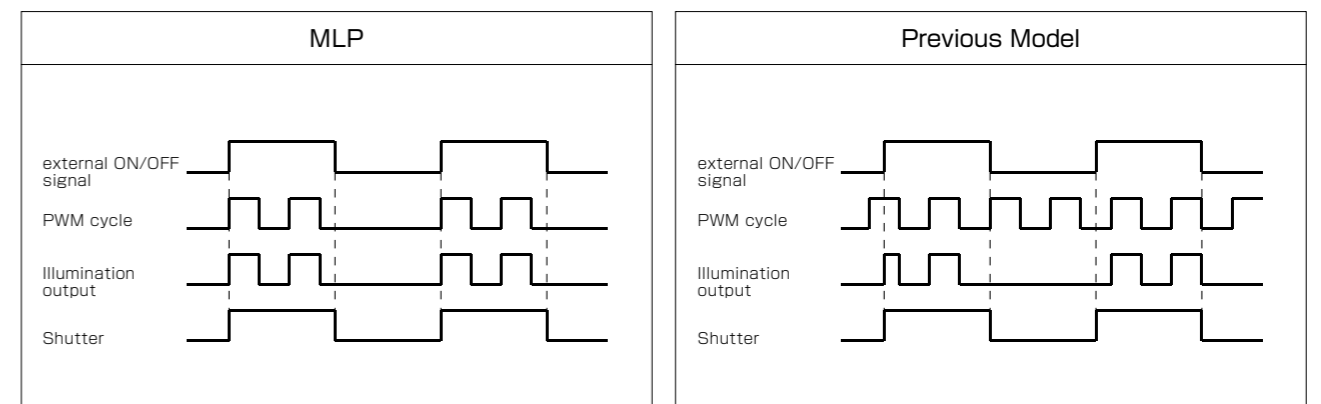 MLP
external ON/OFF
signal
PWM cycle
Illumination
output
Shutter
Previous Model
external ON/OFF
signal
PWM cycle
Illumination
output
Shutter